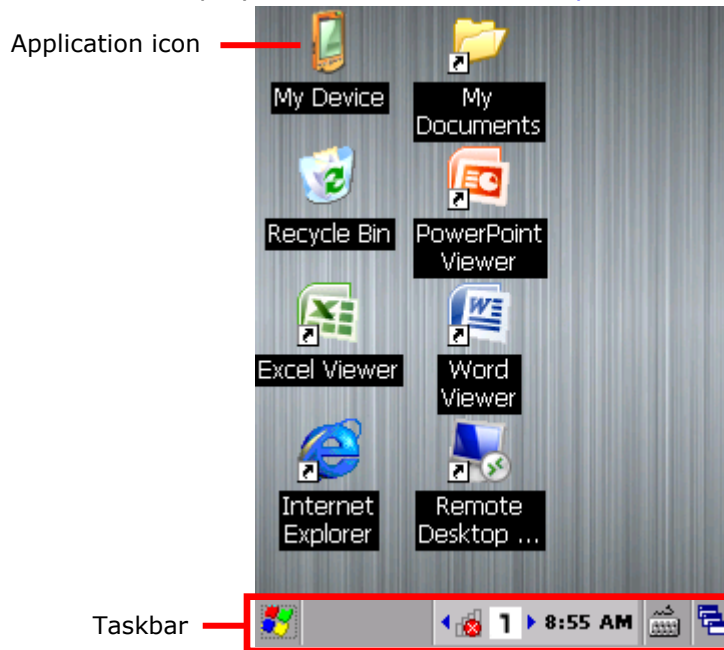 Application icon
My Device
My
Documents
Recycle Bin
PowerPoint
Viewer
Excel Viewer
Word
Viewer
Internet
Explorer
Remote
Desktop ...
Taskbar
1
8:55 AM